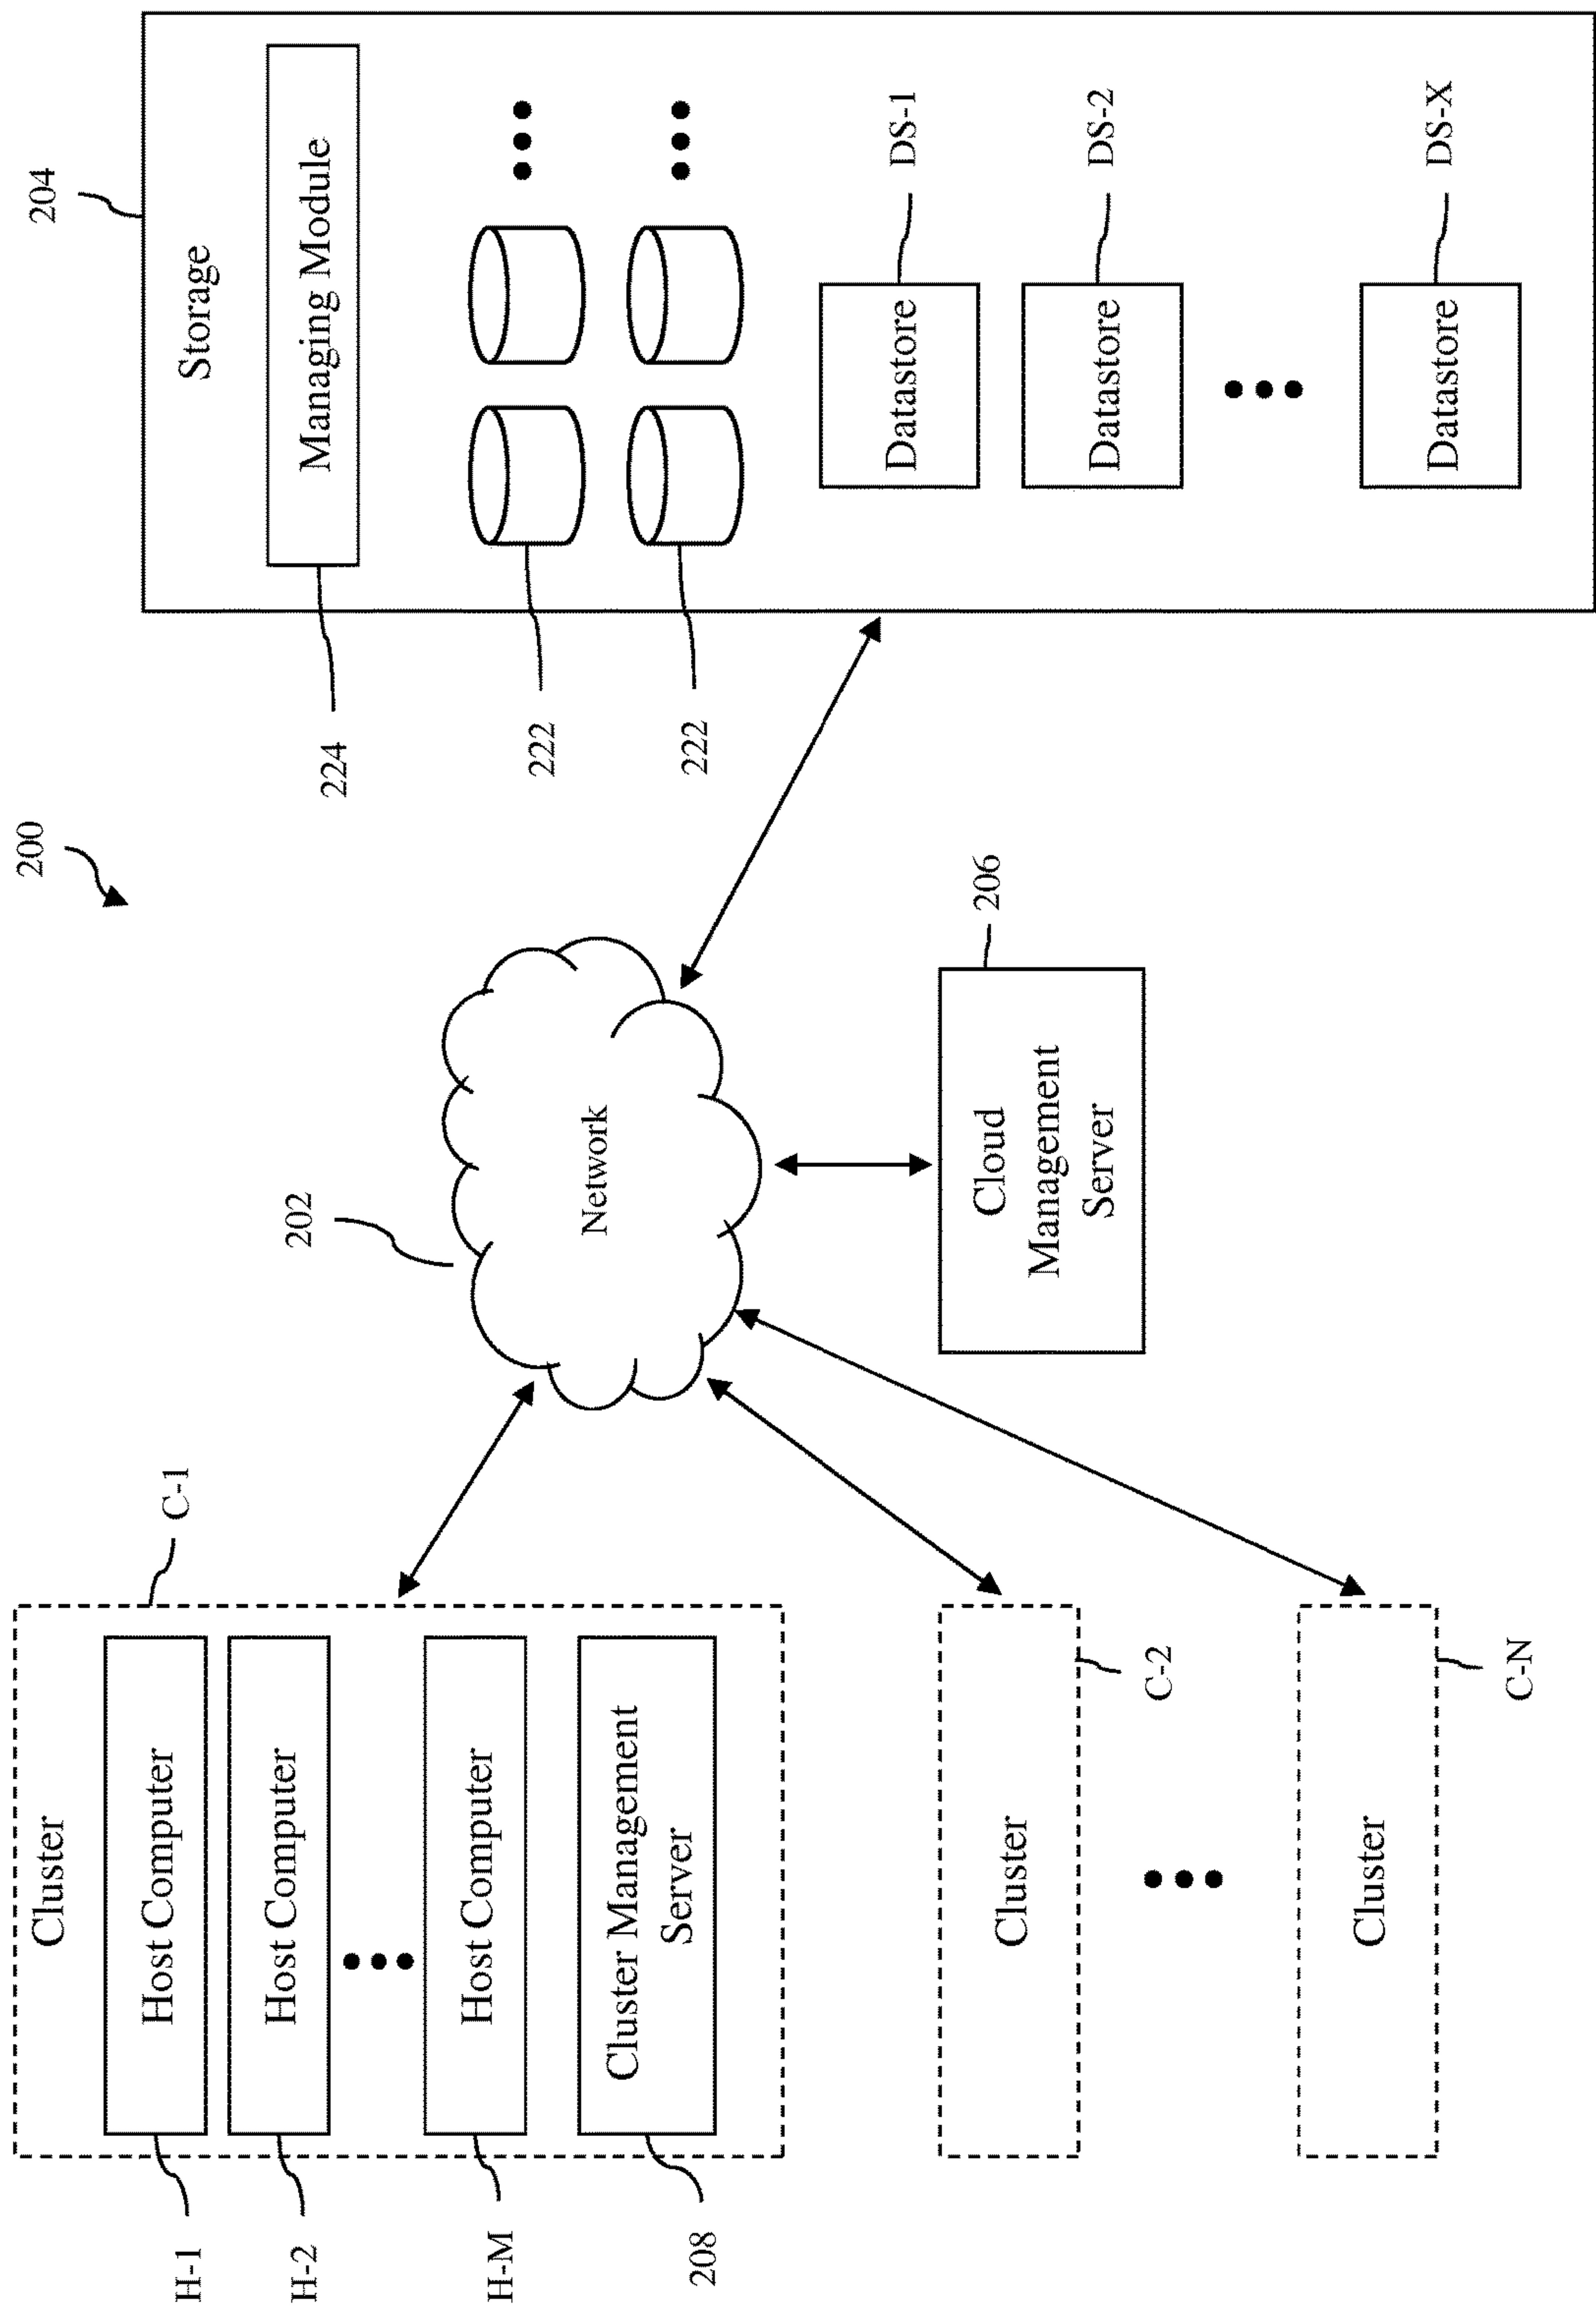 200
Cluster
C-1
H-1
Host Computer
H-2
Host Computer
H-M
Host Computer
208
Cluster Management
Server
Cluster
C-2
Cluster
C-N
202
Network
Cloud
Management
Server
206
204
Storage
224
Managing Module
222
222
Datastore
DS-1
Datastore
DS-2
Datastore
DS-X